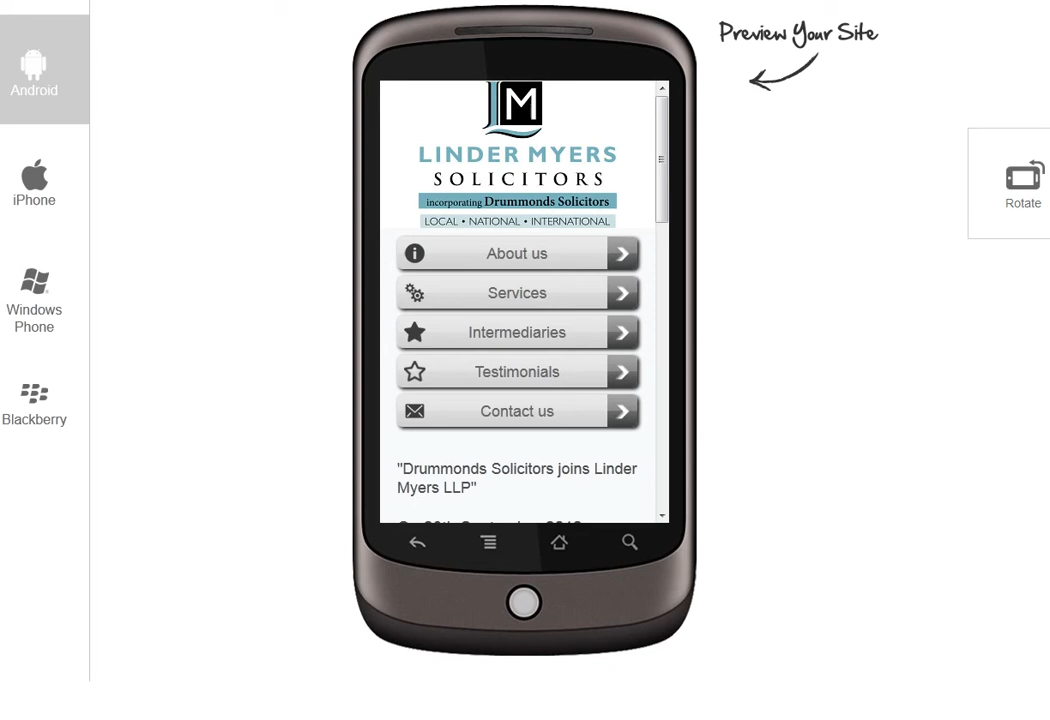 Preview Your Site
Android
iPhone
Windows
Phone
Blackberry
Rotate
M
LINDER MYERS
SOLICITORS
incorporating Drummonds Solicitors
LOCAL • NATIONAL • INTERNATIONAL
About us
Services
Intermediaries
Testimonials
Contact us
"Drummonds Solicitors joins Linder
Myers LLP"